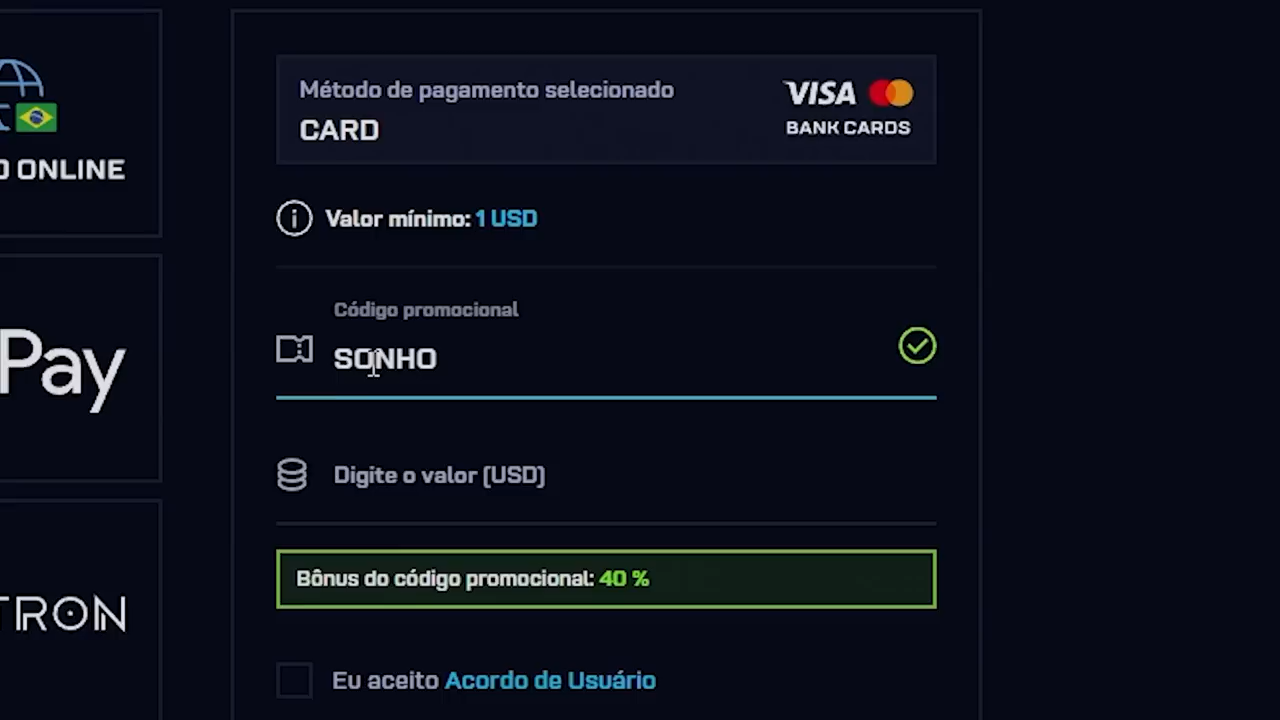 O ONLINE
Pay
TRON
Método de pagamento selecionado
CARD
VISA
BANK CARDS
Valor mínimo: 1 USD
Código promocional
SONHO
Digite o valor (USD)
Bônus do código promocional: 40 %
Eu aceito Acordo de Usuário